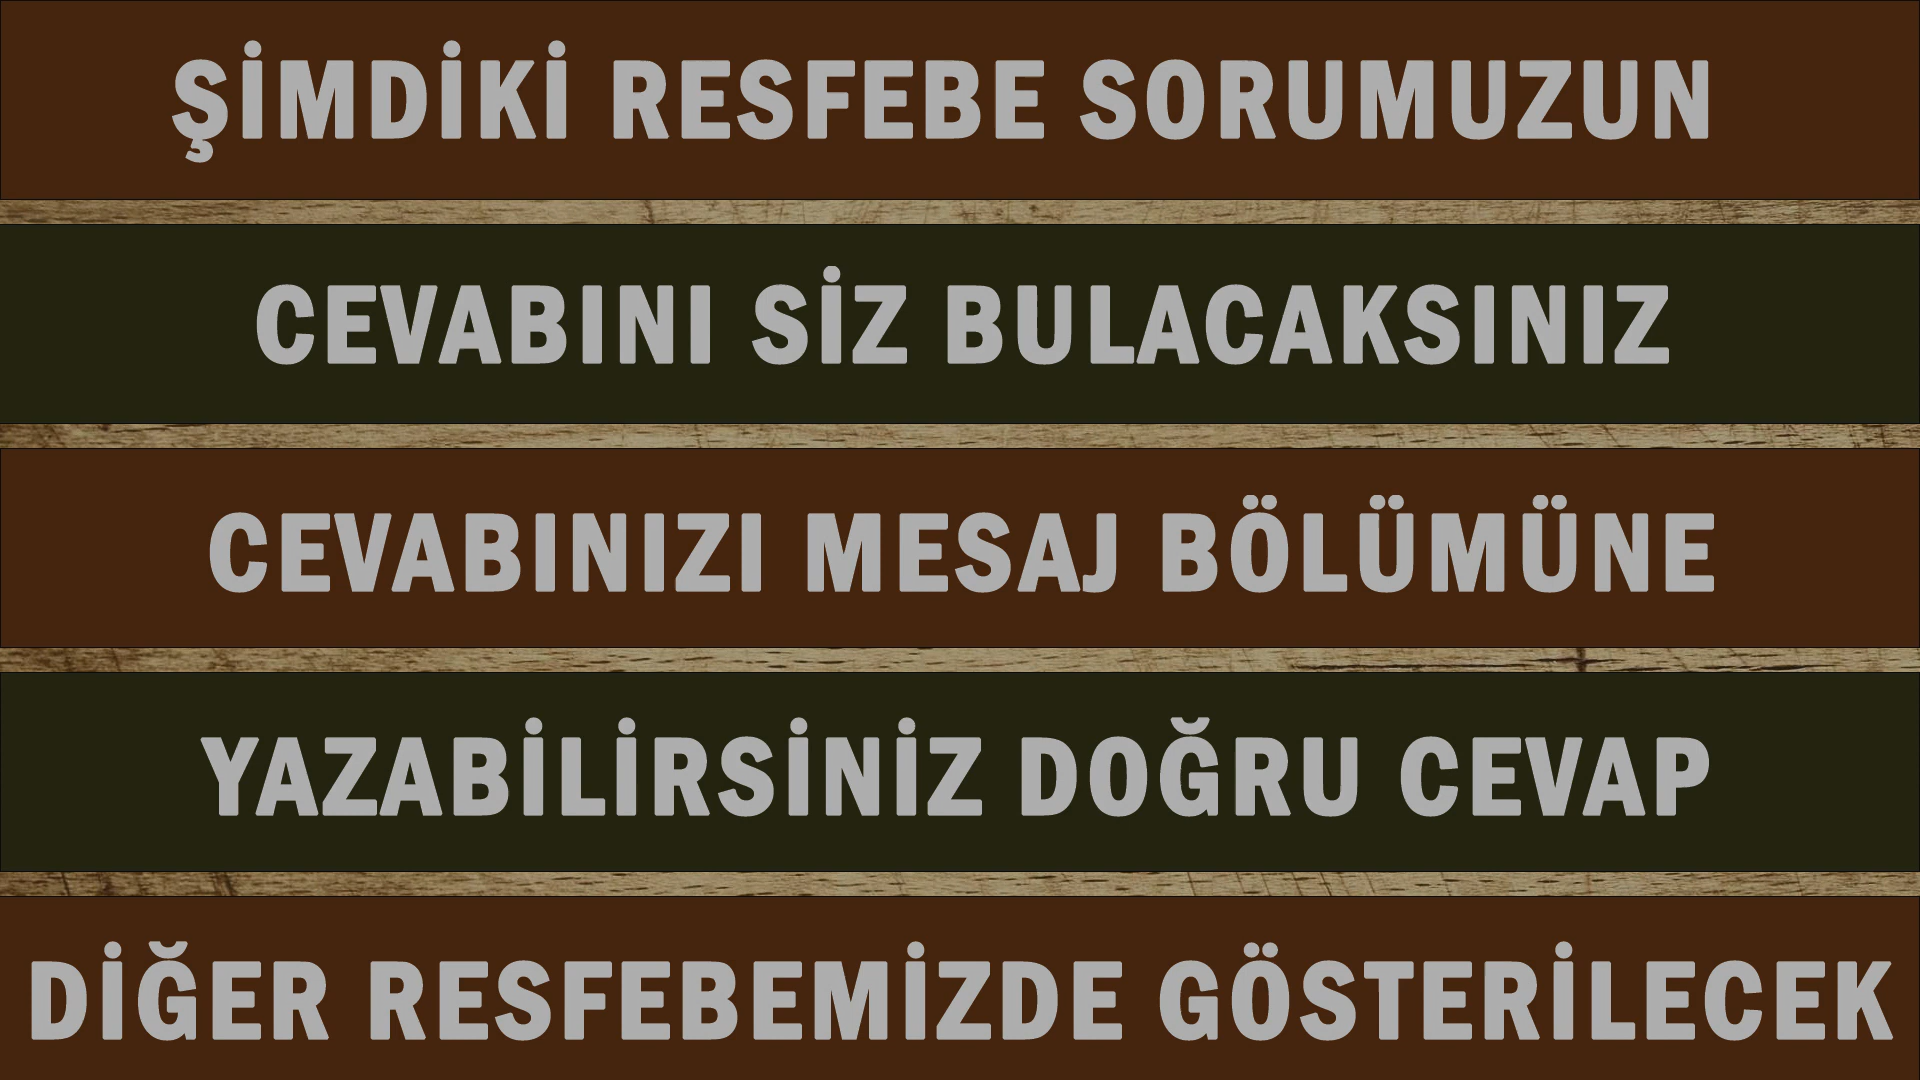 ŞİMDİKİ RESFEBE SORUMUZUN
CEVABINI SİZ BULACAKSINIZ
CEVABINIZI MESAJ BÖLÜMÜNE
YAZABİLİRSİNİZ DOĞRU CEVAP
DİĞER RESFEBEMİZDE GÖSTERİLECEK